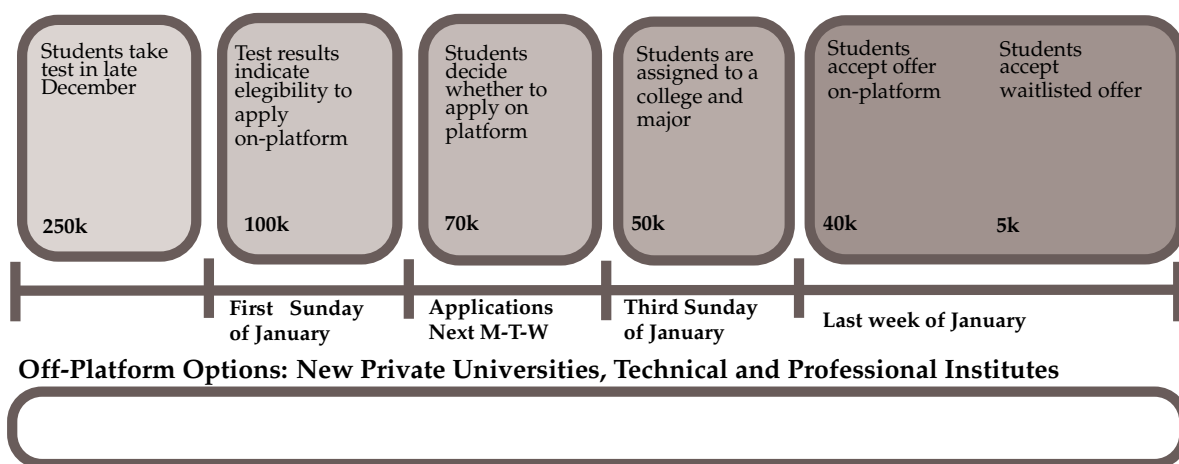 Students take
test in late
December
250k
Test results
indicate
elegibility to
apply
on-platform
100k
Students
decide
whether to
apply on
platform
70k
Students are
assigned to a
college and
major
50k
Students
accept offer
on-platform
40k
Students
accept
waitlisted offer
5k
First Sunday
of January
Applications
Next M-T-W
Third Sunday
of January
Last week of January
Off-Platform Options: New Private Universities, Technical and Professional Institutes